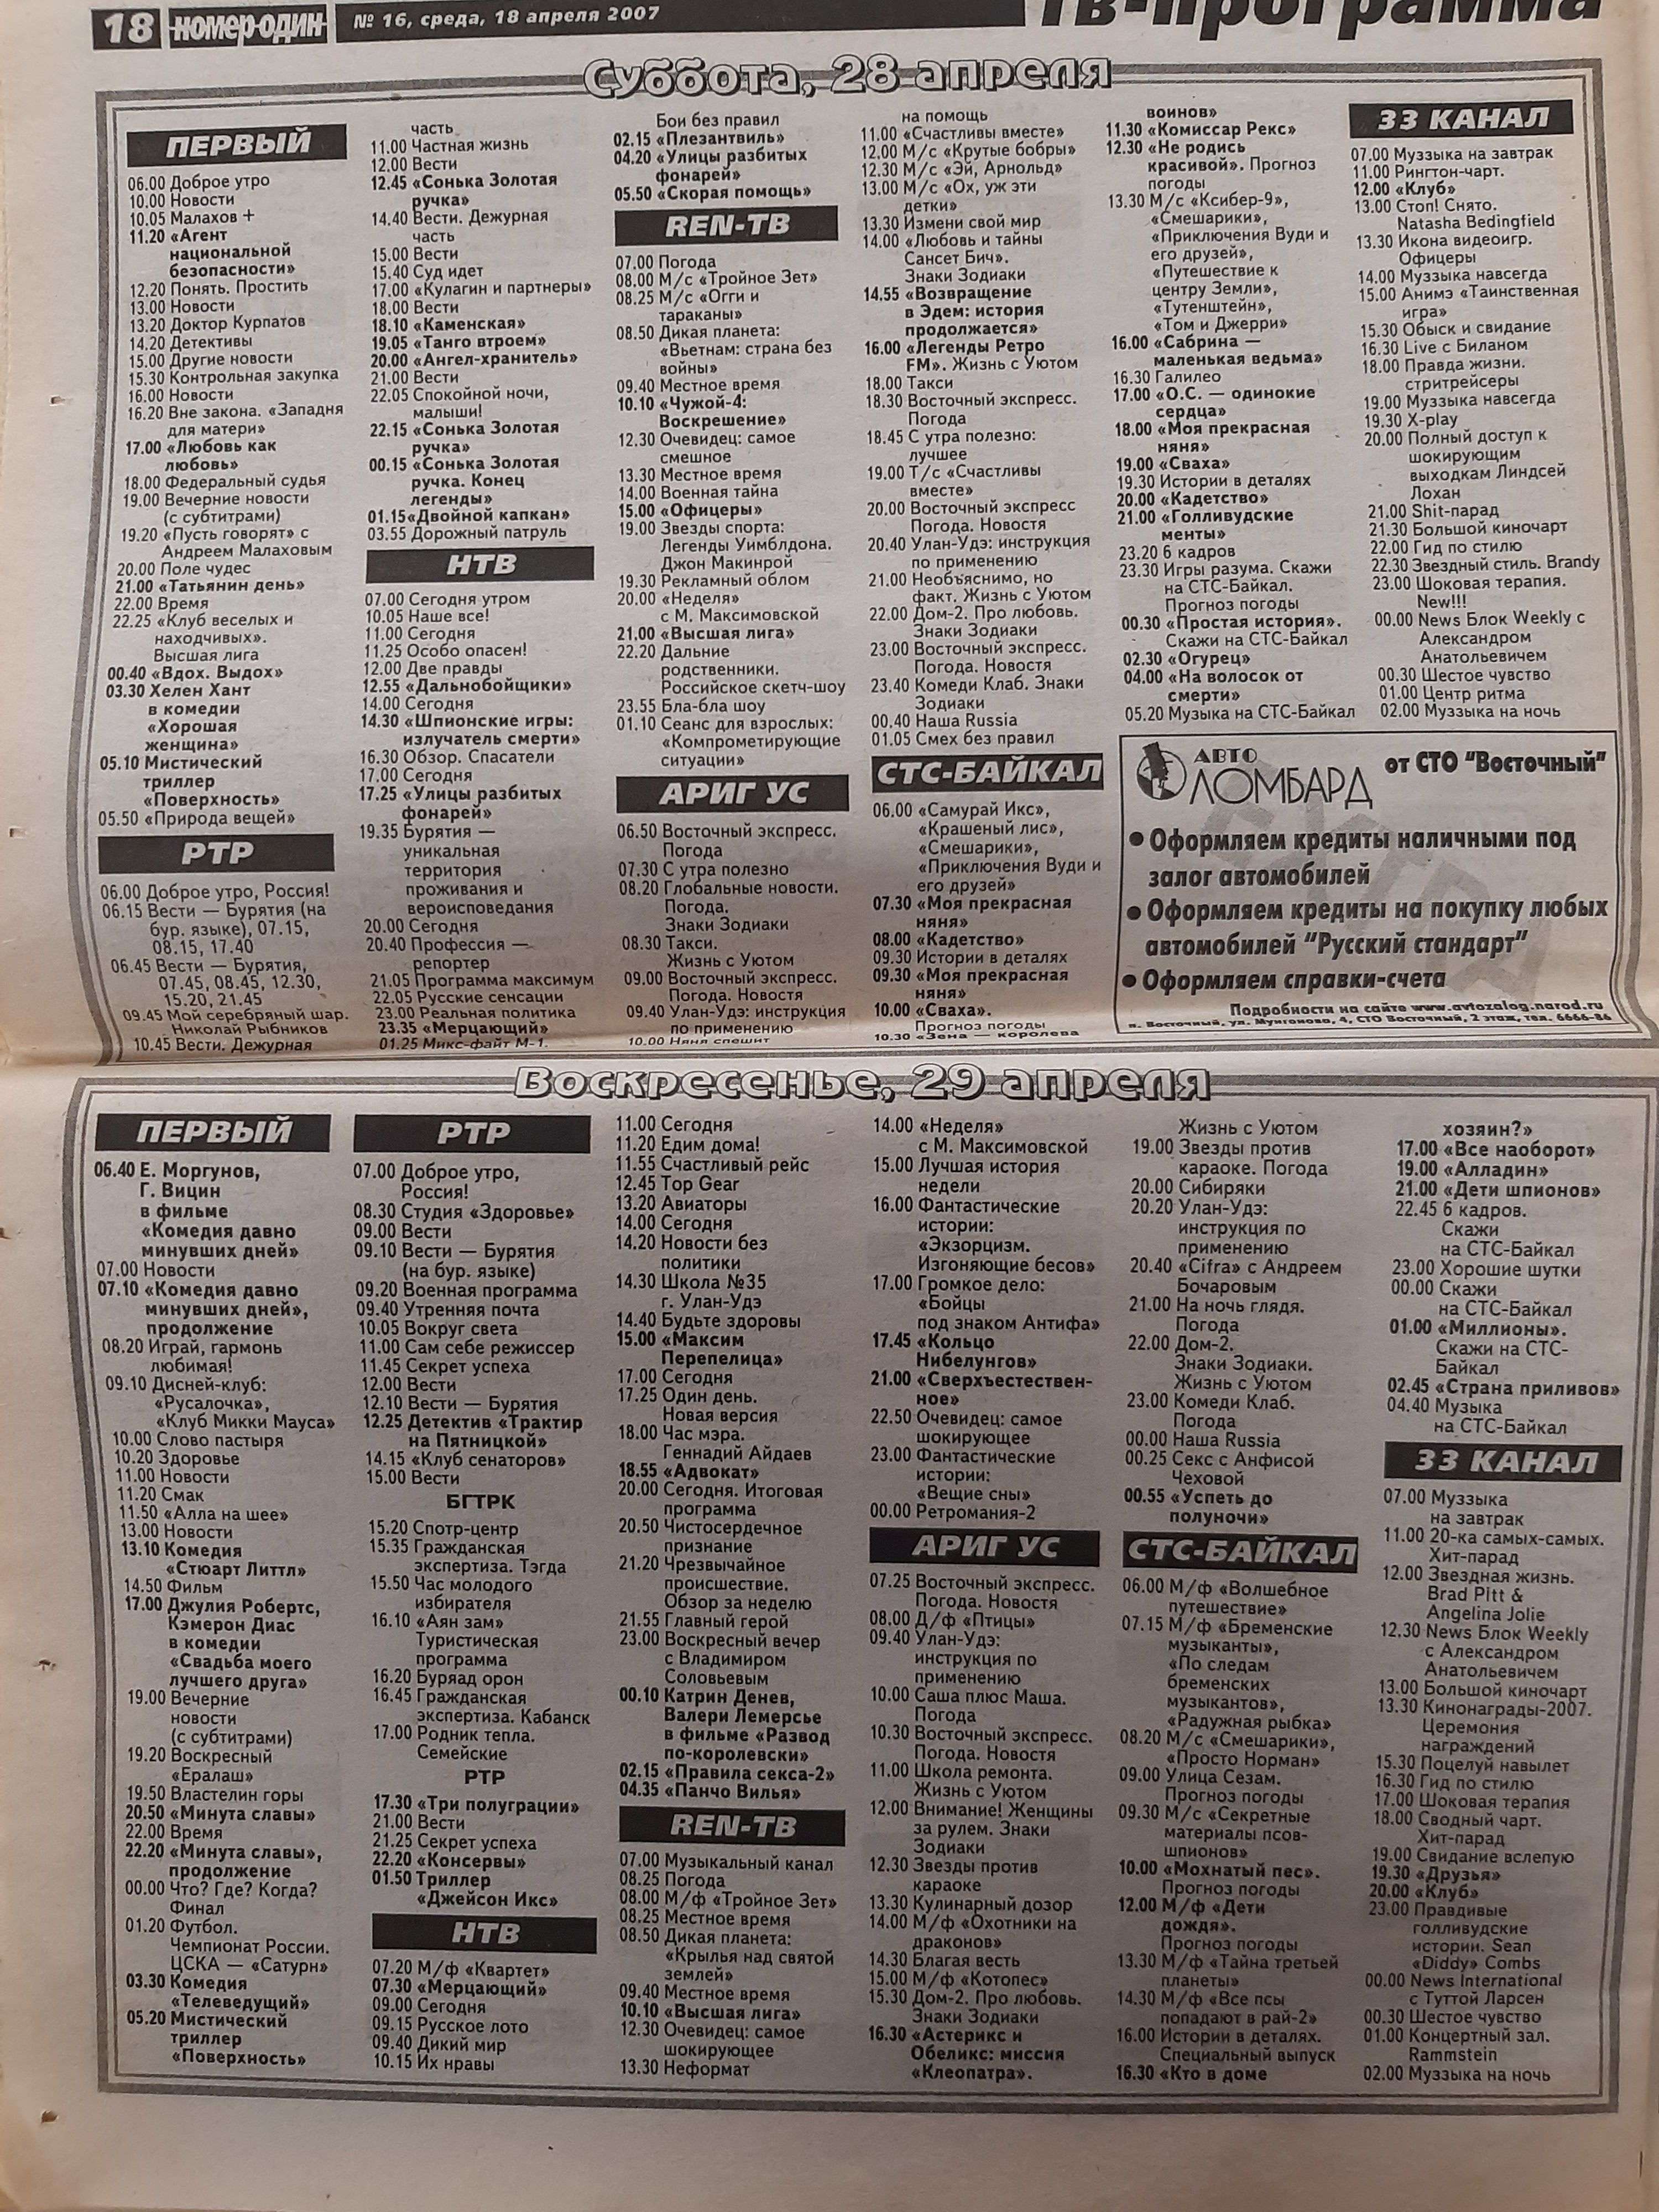 18 номер-один № 16, среда, 18 апреля 2007 ТВ-программа
Суббота, 28 апреля
ПЕРВЫЙ
06.00 Доброе утро
10.00 Новости
10.05 Малахов +
11.20 «Агент
национальной
безопасности»
12.20 Понять. Простить
13.00 Новости
13.20 Доктор Курпатов
14.20 Детективы
15.00 Другие новости
15.30 Контрольная закупка
16.00 Новости
16.20 Вне закона. «Западня
для матери»
17.00 «Любовь как
любовь»
18.00 Федеральный судья
19.00 Вечерние новости
(с субтитрами)
19.20 «Пусть говорят» с
Андреем Малаховым
20.00 Поле чудес
21.00 «Татьянин день»
22.00 Время
22.25 «Клуб веселых и
находчивых».
Высшая лига
00.40 «Вдох. Выдох»
03.30 Хелен Хант
в комедии
«Хорошая
женщина»
05.10 Мистический
триллер
«Поверхность»
05.50 «Природа вещей»
РТР
06.00 Доброе утро, Россия!
06.15 Вести — Бурятия (на
бур. языке), 07.15,
08.15, 17.40
06.45 Вести — Бурятия,
07.45, 08.45, 12.30,
15.20, 21.45
09.45 Мой серебряный шар.
Николай Рыбников
10.45 Вести. Дежурная
часть
11.00 Частная жизнь
12.00 Вести
12.45 «Сонька Золотая
ручка»
14.40 Вести. Дежурная
часть
15.00 Вести
15.40 Суд идет
17.00 «Кулагин и партнеры»
18.00 Вести
18.10 «Каменская»
19.05 «Танго втроем»
20.00 «Ангел-хранитель»
21.00 Вести
22.05 Спокойной ночи,
малыши!
22.15 «Сонька Золотая
ручка»
00.15 «Сонька Золотая
ручка. Конец
легенды»
01.15«Двойной капкан»
03.55 Дорожный патруль
НТВ
07.00 Сегодня утром
10.05 Наше все!
11.00 Сегодня
11.25 Особо опасен!
12.00 Две правды
12.55 «Дальнобойщики»
14.00 Сегодня
14.30 «Шпионские игры:
излучатель смерти»
16.30 Обзор. Спасатели
17.00 Сегодня
17.25 «Улицы разбитых
фонарей»
19.35 Бурятия —
уникальная
территория
проживания и
вероисповедания
20.00 Сегодня
20.40 Профессия —
репортер
21.05 Программа максимум
22.05 Русские сенсации
23.00 Реальная политика
23.35 «Мерцающий»
01.25 Микс-файт М-1.
Бои без правил
02.15 «Плезантвиль»
04.20 «Улицы разбитых
фонарей»
05.50 «Скорая помощь»
REN-ТВ
07.00 Погода
08.00 М/с «Тройное Зет»
08.25 М/с «Огги и
тараканы»
08.50 Дикая планета:
«Вьетнам: страна без
войны»
09.40 Местное время
10.10 «Чужой-4:
Воскрешение»
12.30 Очевидец: самое
смешное
13.30 Местное время
14.00 Военная тайна
15.00 «Офицеры»
19.00 Звезды спорта:
Легенды Уимблдона.
Джон Макинрой
19.30 Рекламный облом
20.00 «Неделя»
с М. Максимовской
21.00 «Высшая лига»
22.20 Дальние
родственники.
Российское скетч-шоу
23.55 Бла-бла шоу
01.10 Сеанс для взрослых:
«Компрометирующие
ситуации»
АРИГ УС
06.50 Восточный экспресс.
Погода
07.30 С утра полезно
08.20 Глобальные новости.
Погода.
Знаки Зодиаки
08.30 Такси.
Жизнь с Уютом
09.00 Восточный экспресс.
Погода. Новостя
09.40 Улан-Удэ: инструкция
по применению
10.00 Няня спешит
на помощь
11.00 «Счастливы вместе»
12.00 М/с «Крутые бобры»
12.30 М/с «Эй, Арнольд»
13.00 М/с «Ох, уж эти
детки»
13.30 Измени свой мир
14.00 «Любовь и тайны
Сансет Бич».
Знаки Зодиаки
14.55 «Возвращение
в Эдем: история
продолжается»
16.00 «Легенды Ретро
FM». Жизнь с Уютом
18.00 Такси
18.30 Восточный экспресс.
Погода
18.45 С утра полезно:
лучшее
19.00 Т/с «Счастливы
вместе»
20.00 Восточный экспресс
Погода. Новостя
20.40 Улан-Удэ: инструкция
по применению
21.00 Необъяснимо, но
факт. Жизнь с Уютом
22.00 Дом-2. Про любовь.
Знаки Зодиаки
23.00 Восточный экспресс.
Погода. Новостя
23.40 Комеди Клаб. Знаки
Зодиаки
00.40 Наша Russia
01.05 Смех без правил
СТС-БАЙКАЛ
06.00 «Самурай Икс»,
«Крашеный лис»,
«Смешарики»,
«Приключения Вуди и
его друзей»
07.30 «Моя прекрасная
няня»
08.00 «Кадетство»
09.30 Истории в деталях
09.30 «Моя прекрасная
няня»
10.00 «Сваха».
Прогноз погоды
10.30 «Зена — королева
воинов»
11.30 «Комиссар Рекс»
12.30 «Не родись
красивой». Прогноз
погоды
13.30 М/с «Ксибер-9»,
«Смешарики»,
«Приключения Вуди и
его друзей»,
«Путешествие к
центру Земли»,
«Тутенштейн»,
«Том и Джерри»
16.00 «Сабрина —
маленькая ведьма»
16.30 Галилео
17.00 «О.С. — одинокие
сердца»
18.00 «Моя прекрасная
няня»
19.00 «Сваха»
19.30 Истории в деталях
20.00 «Кадетство»
21.00 «Голливудские
менты»
23.20 6 кадров
23.30 Игры разума. Скажи
на СТС-Байкал.
Прогноз погоды
00.30 «Простая история».
Скажи на СТС-Байкал
02.30 «Огурец»
04.00 «На волосок от
смерти»
05.20 Музыка на СТС-Байкал
33 КАНАЛ
07.00 Муззыка на завтрак
11.00 Рингтон-чарт.
12.00 «Клуб»
13.00 Стоп! Снято.
Natasha Bedingfield
13.30 Икона видеоигр.
Офицеры
14.00 Муззыка навсегда
15.00 Анимэ «Таинственная
игра»
15.30 Обыск и свидание
16.30 Live с Биланом
18.00 Правда жизни.
стритрейсеры
19.00 Муззыка навсегда
19.30 X-play
20.00 Полный доступ к
шокирующим
выходкам Линдсей
Лохан
21.00 Shit-парад
21.30 Большой киночарт
22.00 Гид по стилю
22.30 Звездный стиль. Brandy
23.00 Шоковая терапия.
New!!!
00.00 News Блок Weekly с
Александром
Анатольевичем
00.30 Шестое чувство
01.00 Центр ритма
02.00 Муззыка на ночь
АВТО
ЛОМБАРД от СТО "Восточный"
• Оформляем кредиты наличными под
залог автомобилей
• Оформляем кредиты на покупку любых
автомобилей "Русский стандарт"
• Оформляем справки-счета
Подробности на сайте www.avtozalog.narod.ru
п. Восточный, ул. Мунгонова, 4, СТО Восточный, 2 этаж, тел. 6666-86
Воскресенье, 29 апреля
ПЕРВЫЙ
06.40 Е. Моргунов,
Г. Вицин
в фильме
«Комедия давно
минувших дней»
07.00 Новости
07.10 «Комедия давно
минувших дней»,
продолжение
08.20 Играй, гармонь
любимая!
09.10 Дисней-клуб:
«Русалочка»,
«Клуб Микки Мауса»
10.00 Слово пастыря
10.20 Здоровье
11.00 Новости
11.20 Смак
11.50 «Алла на шее»
13.00 Новости
13.10 Комедия
«Стюарт Литтл»
14.50 Фильм
17.00 Джулия Робертс,
Кэмерон Диас
в комедии
«Свадьба моего
лучшего друга»
19.00 Вечерние
новости
(с субтитрами)
19.20 Воскресный
«Ералаш»
19.50 Властелин горы
20.50 «Минута славы»
22.00 Время
22.20 «Минута славы»,
продолжение
00.00 Что? Где? Когда?
Финал
01.20 Футбол.
Чемпионат России.
ЦСКА — «Сатурн»
03.30 Комедия
«Телеведущий»
05.20 Мистический
триллер
«Поверхность»
РТР
07.00 Доброе утро,
Россия!
08.30 Студия «Здоровье»
09.00 Вести
09.10 Вести — Бурятия
(на бур. языке)
09.20 Военная программа
09.40 Утренняя почта
10.05 Вокруг света
11.00 Сам себе режиссер
11.45 Секрет успеха
12.00 Вести
12.10 Вести — Бурятия
12.25 Детектив «Трактир
на Пятницкой»
14.15 «Клуб сенаторов»
15.00 Вести
БГТРК
15.20 Спотр-центр
15.35 Гражданская
экспертиза. Тэгда
15.50 Час молодого
избирателя
16.10 «Аян зам»
Туристическая
программа
16.20 Буряад орон
16.45 Гражданская
экспертиза. Кабанск
17.00 Родник тепла.
Семейские
РТР
17.30 «Три полуграции»
21.00 Вести
21.25 Секрет успеха
22.20 «Консервы»
01.50 Триллер
«Джейсон Икс»
НТВ
07.20 М/ф «Квартет»
07.30 «Мерцающий»
09.00 Сегодня
09.15 Русское лото
09.40 Дикий мир
10.15 Их нравы
11.00 Сегодня
11.20 Едим дома!
11.55 Счастливый рейс
12.45 Top Gear
13.20 Авиаторы
14.00 Сегодня
14.20 Новости без
политики
14.30 Школа №35
г. Улан-Удэ
14.40 Будьте здоровы
15.00 «Максим
Перепелица»
17.00 Сегодня
17.25 Один день.
Новая версия
18.00 Час мэра.
Геннадий Айдаев
18.55 «Адвокат»
20.00 Сегодня. Итоговая
программа
20.50 Чистосердечное
признание
21.20 Чрезвычайное
происшествие.
Обзор за неделю
21.55 Главный герой
23.00 Воскресный вечер
с Владимиром
Соловьевым
00.10 Катрин Денев,
Валери Лемерсье
в фильме «Развод
по-королевски»
02.15 «Правила секса-2»
04.35 «Панчо Вилья»
REN-ТВ
07.00 Музыкальный канал
08.25 Погода
08.00 М/ф «Тройное Зет»
08.25 Местное время
08.50 Дикая планета:
«Крылья над святой
землей»
09.40 Местное время
10.10 «Высшая лига»
12.30 Очевидец: самое
шокирующее
13.30 Неформат
14.00 «Неделя»
с М. Максимовской
15.00 Лучшая история
недели
16.00 Фантастические
истории:
«Экзорцизм.
Изгоняющие бесов»
17.00 Громкое дело:
«Бойцы
под знаком Антифа»
17.45 «Кольцо
Нибелунгов»
21.00 «Сверхъестествен-
ное»
22.50 Очевидец: самое
шокирующее
23.00 Фантастические
истории:
«Вещие сны»
00.00 Ретромания-2
АРИГ УС
07.25 Восточный экспресс.
Погода. Новостя
08.00 Д/ф «Птицы»
09.40 Улан-Удэ:
инструкция по
применению
10.00 Саша плюс Маша.
Погода
10.30 Восточный экспресс.
Погода. Новостя
11.00 Школа ремонта.
Жизнь с Уютом
12.00 Внимание! Женщины
за рулем. Знаки
Зодиаки
12.30 Звезды против
караоке
13.30 Кулинарный дозор
14.00 М/ф «Охотники на
драконов»
14.30 Благая весть
15.00 М/ф «Котопес»
15.30 Дом-2. Про любовь.
Знаки Зодиаки
16.30 «Астерикс и
Обеликс: миссия
«Клеопатра».
Жизнь с Уютом
19.00 Звезды против
караоке. Погода
20.00 Сибиряки
20.20 Улан-Удэ:
инструкция по
применению
20.40 «Cifra» с Андреем
Бочаровым
21.00 На ночь глядя.
Погода
22.00 Дом-2.
Знаки Зодиаки.
Жизнь с Уютом
23.00 Комеди Клаб.
Погода
00.00 Наша Russia
00.25 Секс с Анфисой
Чеховой
00.55 «Успеть до
полуночи»
СТС-БАЙКАЛ
06.00 М/ф «Волшебное
путешествие»
07.15 М/ф «Бременские
музыканты»,
«По следам
бременских
музыкантов»,
«Радужная рыбка»
08.20 М/с «Смешарики»,
«Просто Норман»
09.00 Улица Сезам.
Прогноз погоды
09.30 М/с «Секретные
материалы псов-
шпионов»
10.00 «Мохнатый пес».
Прогноз погоды
12.00 М/ф «Дети
дождя».
Прогноз погоды
13.30 М/ф «Тайна третьей
планеты»
14.30 М/ф «Все псы
попадают в рай-2»
16.00 Истории в деталях.
Специальный выпуск
16.30 «Кто в доме
хозяин?»
17.00 «Все наоборот»
19.00 «Алладин»
21.00 «Дети шпионов»
22.45 6 кадров.
Скажи
на СТС-Байкал
23.00 Хорошие шутки
00.00 Скажи
на СТС-Байкал
01.00 «Миллионы».
Скажи на СТС-
Байкал
02.45 «Страна приливов»
04.40 Музыка
на СТС-Байкал
33 КАНАЛ
07.00 Муззыка
на завтрак
11.00 20-ка самых-самых.
Хит-парад
12.00 Звездная жизнь.
Brad Pitt &
Angelina Jolie
12.30 News Блок Weekly
с Александром
Анатольевичем
13.00 Большой киночарт
13.30 Кинонаграды-2007.
Церемония
награждений
15.30 Поцелуй навылет
16.30 Гид по стилю
17.00 Шоковая терапия
18.00 Сводный чарт.
Хит-парад
19.00 Свидание вслепую
19.30 «Друзья»
20.00 «Клуб»
23.00 Правдивые
голливудские
истории. Sean
«Diddy» Combs
00.00 News International
с Туттой Ларсен
00.30 Шестое чувство
01.00 Концертный зал.
Rammstein
02.00 Муззыка на ночь